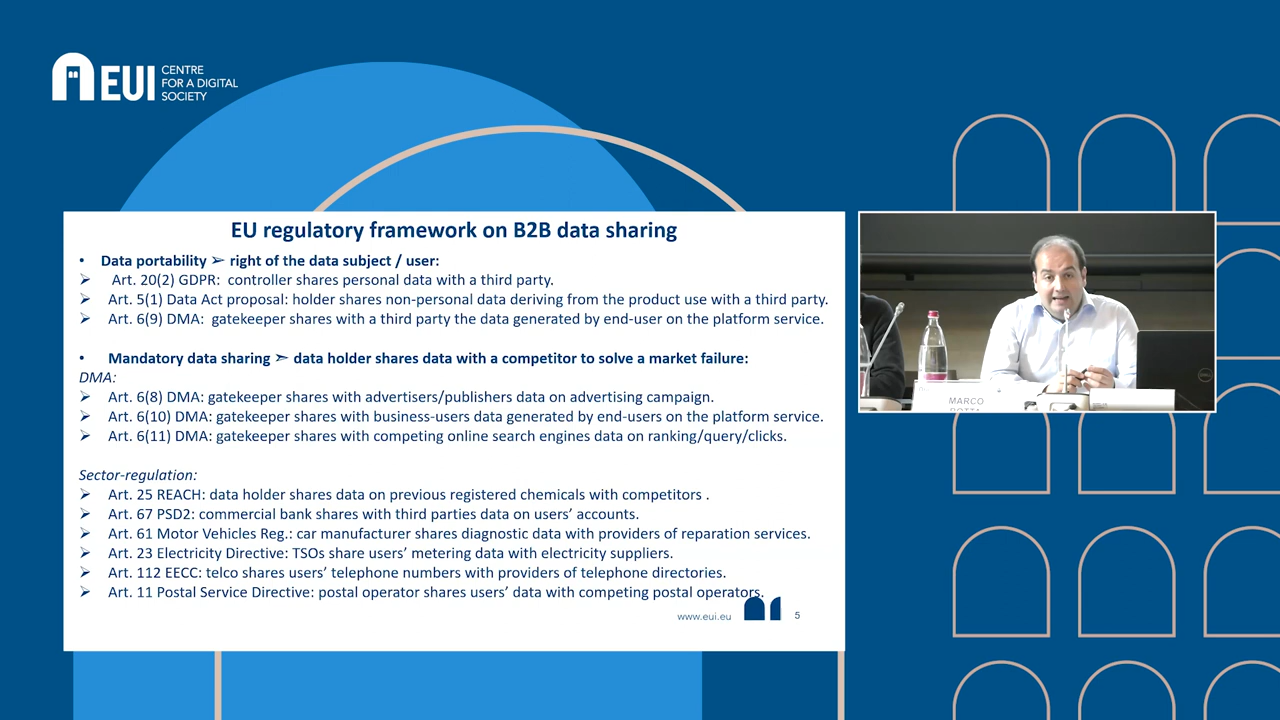 EUI
CENTRE
FOR A DIGITAL
SOCIETY
EU regulatory framework on B2B data sharing
• Data portability ➢ right of the data subject / user:
➢ Art. 20(2) GDPR: controller shares personal data with a third party.
➢ Art. 5(1) Data Act proposal: holder shares non-personal data deriving from the product use with a third party.
➢ Art. 6(9) DMA: gatekeeper shares with a third party the data generated by end-user on the platform service.
• Mandatory data sharing ➣ data holder shares data with a competitor to solve a market failure:
DMA:
➢ Art. 6(8) DMA: gatekeeper shares with advertisers/publishers data on advertising campaign.
➢ Art. 6(10) DMA: gatekeeper shares with business-users data generated by end-users on the platform service.
➢ Art. 6(11) DMA: gatekeeper shares with competing online search engines data on ranking/query/clicks.
Sector-regulation:
➢ Art. 25 REACH: data holder shares data on previous registered chemicals with competitors .
➢ Art. 67 PSD2: commercial bank shares with third parties data on users' accounts.
➢ Art. 61 Motor Vehicles Reg.: car manufacturer shares diagnostic data with providers of reparation services.
➢ Art. 23 Electricity Directive: TSOs share users' metering data with electricity suppliers.
➢ Art. 112 EECC: telco shares users' telephone numbers with providers of telephone directories.
➢ Art. 11 Postal Service Directive: postal operator shares users' data with competing postal operators.
www.eui.eu 5
MARCO